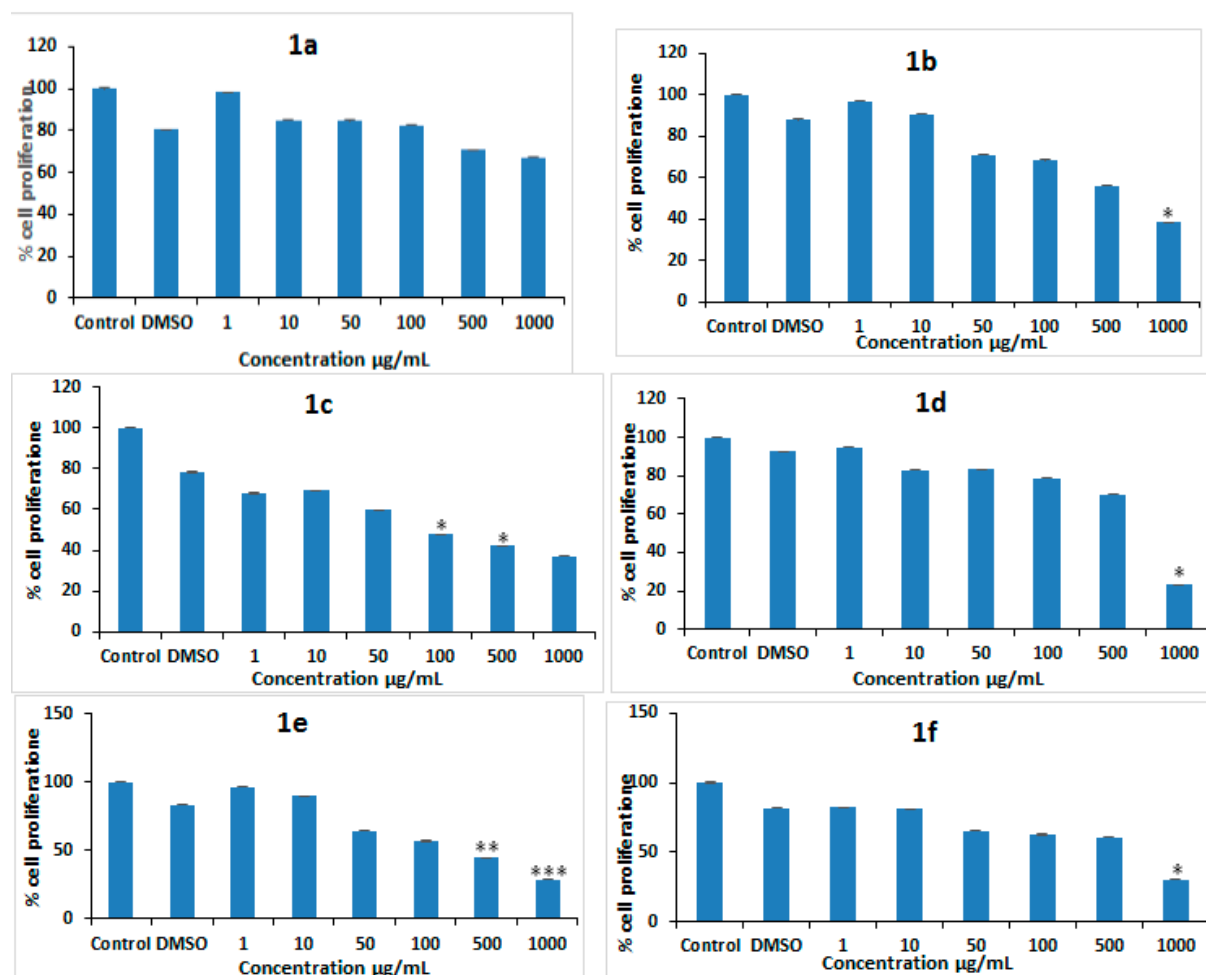 1a
% cell proliferation
120
100
80
60
40
20
0
Control DMSO 1 10 50 100 500 1000
Concentration µg/mL
1b
% cell proliferatione
120
100
80
60
40
20
0
*
Control DMSO 1 10 50 100 500 1000
Concentration µg/mL
1c
% cell proliferatione
120
100
80
60
40
20
0
* *
Control DMSO 1 10 50 100 500 1000
Concentration µg/mL
1d
% cell proliferatione
120
100
80
60
40
20
0
*
Control DMSO 1 10 50 100 500 1000
Concentration µg/mL
1e
% cell proliferatione
150
100
50
0
** ***
Control DMSO 1 10 50 100 500 1000
Concentration µg/mL
1f
% cell proliferatione
150
100
50
0
*
Control DMSO 1 10 50 100 500 1000
Concentration µg/mL